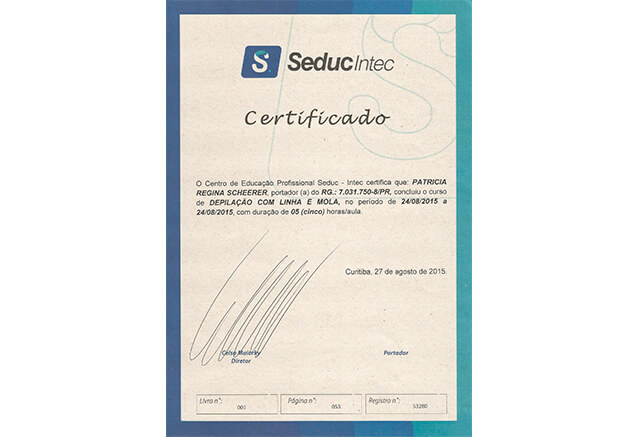 S SeducIntec
Certificado
O Centro de Educação Profissional Seduc - Intec certifica que: PATRICIA
REGINA SCHEERER, portador (a) do RG.: 7.031.750-8/PR, concluiu o curso
de DEPILAÇÃO COM LINHA E MOLA, no período de 24/08/2015 a
24/08/2015, com duração de 05 (cinco) horas/aula.
Curitiba, 27 de agosto de 2015.
Celso
Diretor
Portador
Livro nº: 001
Página nº: 053
Registro nº: 53280